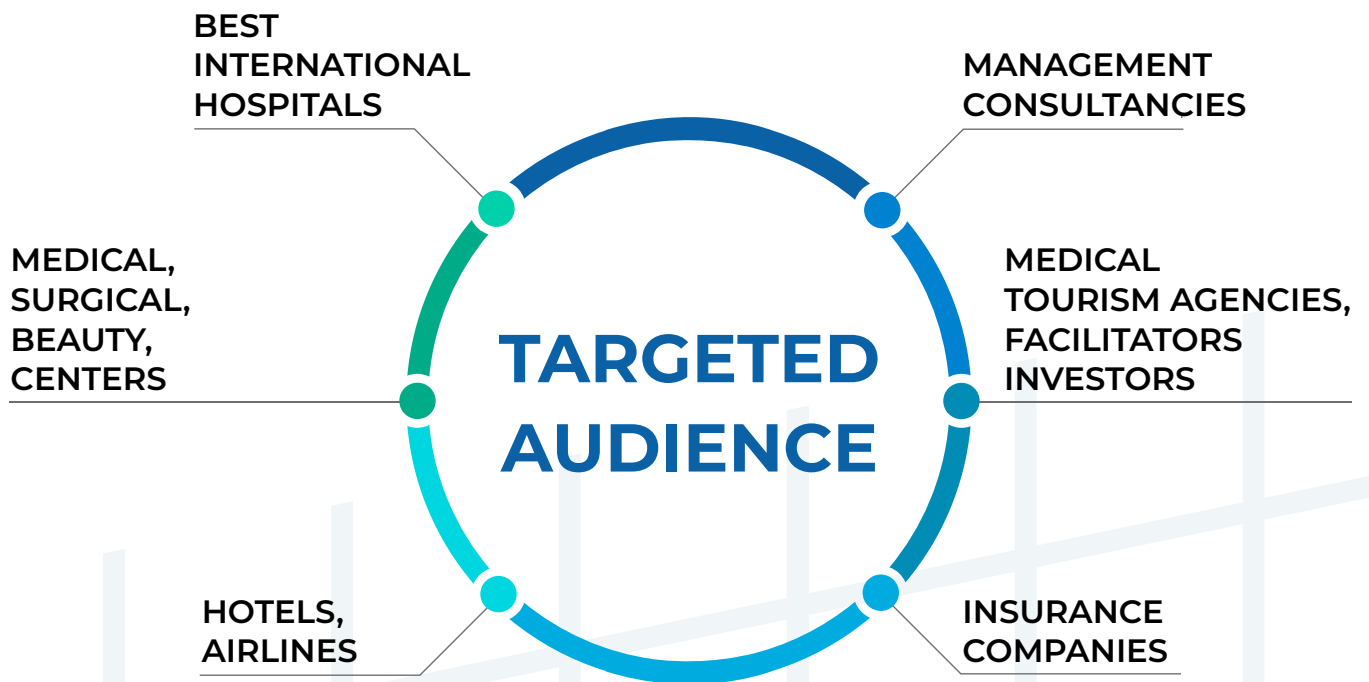 BEST
INTERNATIONAL
HOSPITALS
MANAGEMENT
CONSULTANCIES
MEDICAL,
SURGICAL,
BEAUTY,
CENTERS
TARGETED
AUDIENCE
MEDICAL
TOURISM AGENCIES,
FACILITATORS
INVESTORS
HOTELS,
AIRLINES
INSURANCE
COMPANIES